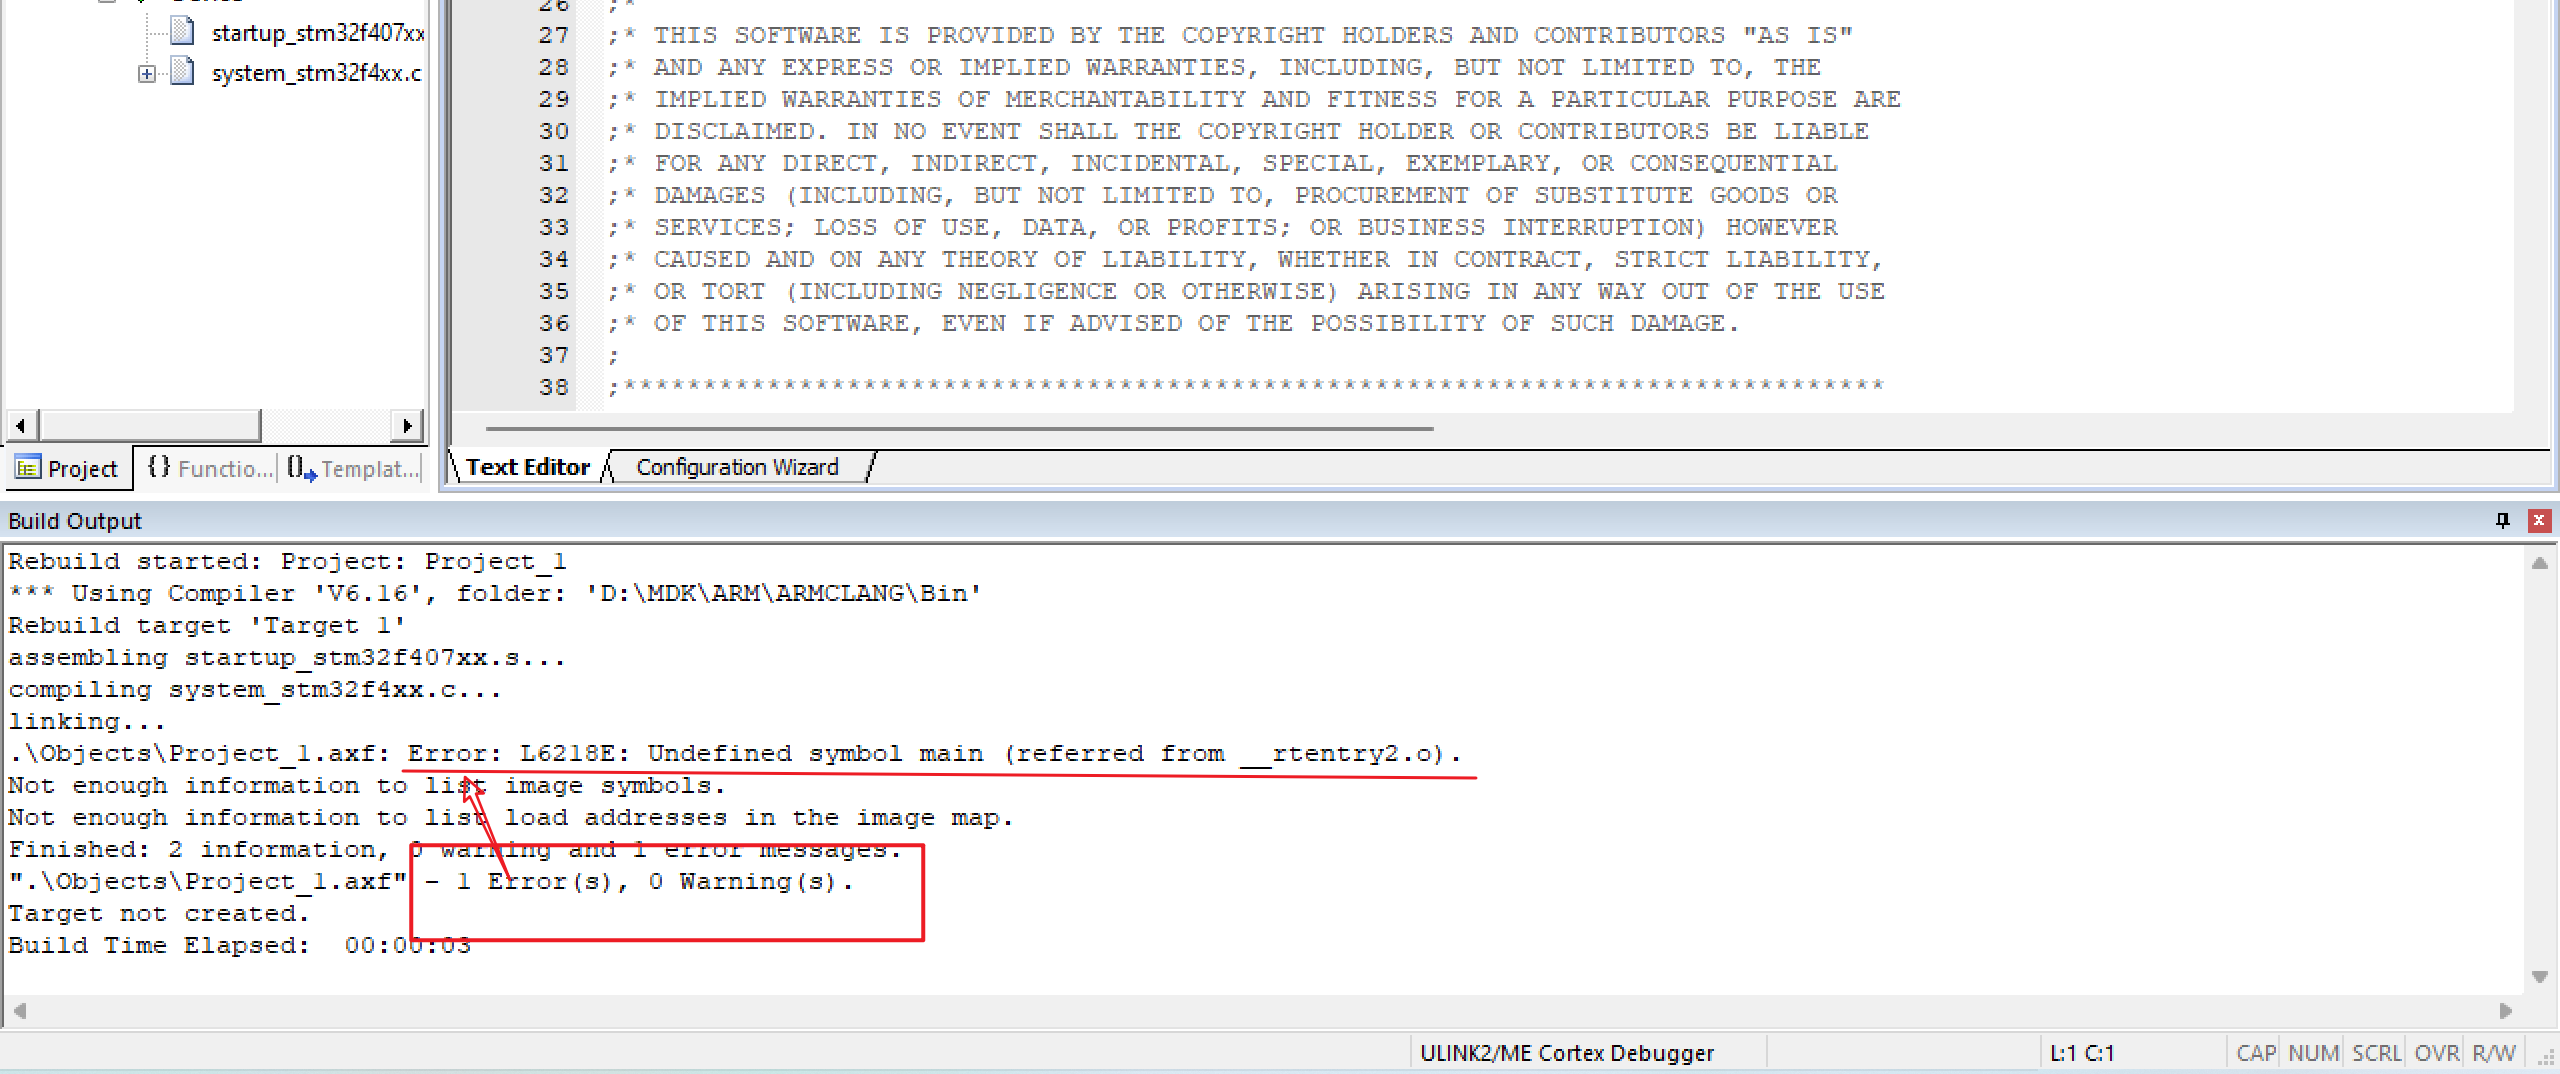 startup_stm32f407xx
system_stm32f4xx.c
26 ;*
27 ;* THIS SOFTWARE IS PROVIDED BY THE COPYRIGHT HOLDERS AND CONTRIBUTORS "AS IS"
28 ;* AND ANY EXPRESS OR IMPLIED WARRANTIES, INCLUDING, BUT NOT LIMITED TO, THE
29 ;* IMPLIED WARRANTIES OF MERCHANTABILITY AND FITNESS FOR A PARTICULAR PURPOSE ARE
30 ;* DISCLAIMED. IN NO EVENT SHALL THE COPYRIGHT HOLDER OR CONTRIBUTORS BE LIABLE
31 ;* FOR ANY DIRECT, INDIRECT, INCIDENTAL, SPECIAL, EXEMPLARY, OR CONSEQUENTIAL
32 ;* DAMAGES (INCLUDING, BUT NOT LIMITED TO, PROCUREMENT OF SUBSTITUTE GOODS OR
33 ;* SERVICES; LOSS OF USE, DATA, OR PROFITS; OR BUSINESS INTERRUPTION) HOWEVER
34 ;* CAUSED AND ON ANY THEORY OF LIABILITY, WHETHER IN CONTRACT, STRICT LIABILITY,
35 ;* OR TORT (INCLUDING NEGLIGENCE OR OTHERWISE) ARISING IN ANY WAY OUT OF THE USE
36 ;* OF THIS SOFTWARE, EVEN IF ADVISED OF THE POSSIBILITY OF SUCH DAMAGE.
37 ;
38 ;*******************************************************************************
Project {} Functio... Templat...
Text Editor Configuration Wizard
Build Output
Rebuild started: Project: Project_1
*** Using Compiler 'V6.16', folder: 'D:\MDK\ARM\ARMCLANG\Bin'
Rebuild target 'Target 1'
assembling startup_stm32f407xx.s...
compiling system_stm32f4xx.c...
linking...
.\Objects\Project_1.axf: Error: L6218E: Undefined symbol main (referred from __rtentry2.o).
Not enough information to list image symbols.
Not enough information to list load addresses in the image map.
Finished: 2 information, 0 warning and 1 error messages.
".\Objects\Project_1.axf" - 1 Error(s), 0 Warning(s).
Target not created.
Build Time Elapsed:  00:00:03
ULINK2/ME Cortex Debugger L:1 C:1 CAP NUM SCRL OVR R/W